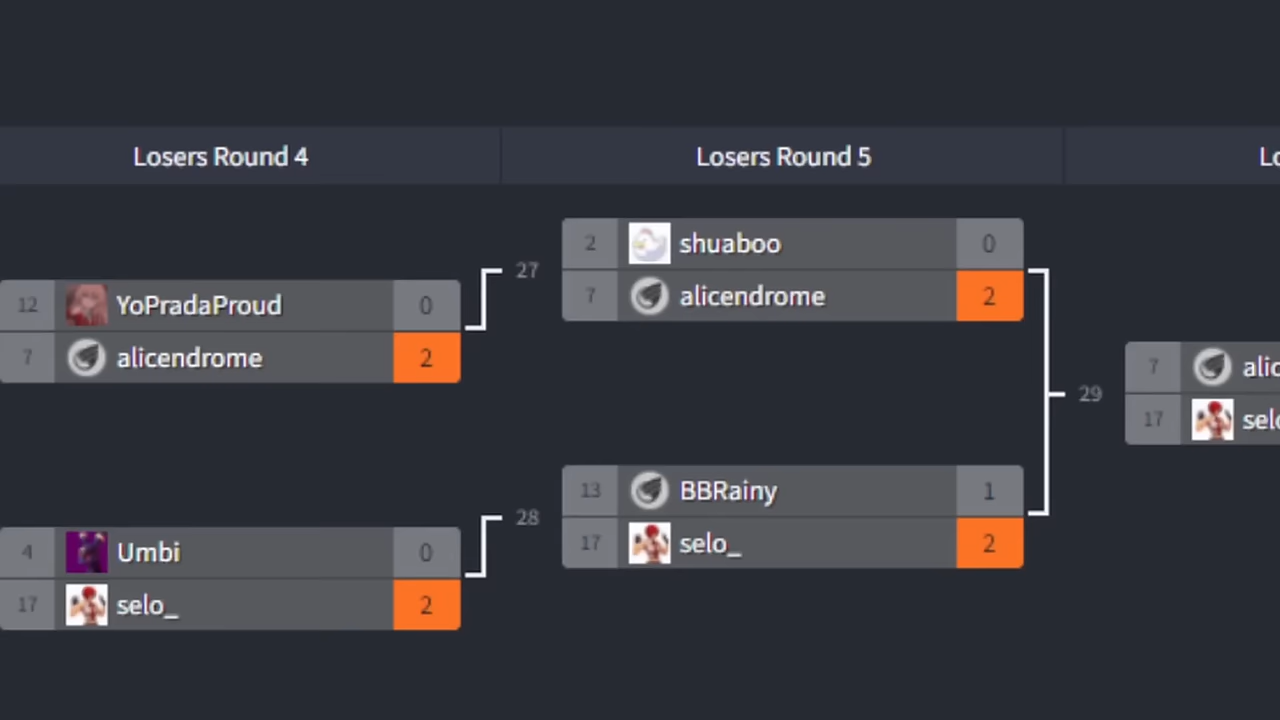 Losers Round 4
Losers Round 5
12 YoPradaProud 0
7 alicendrome 2
4 Umbi 0
17 selo_ 2
27
2 shuaboo 0
7 alicendrome 2
28
13 BBRainy 1
17 selo_ 2
29
7
17